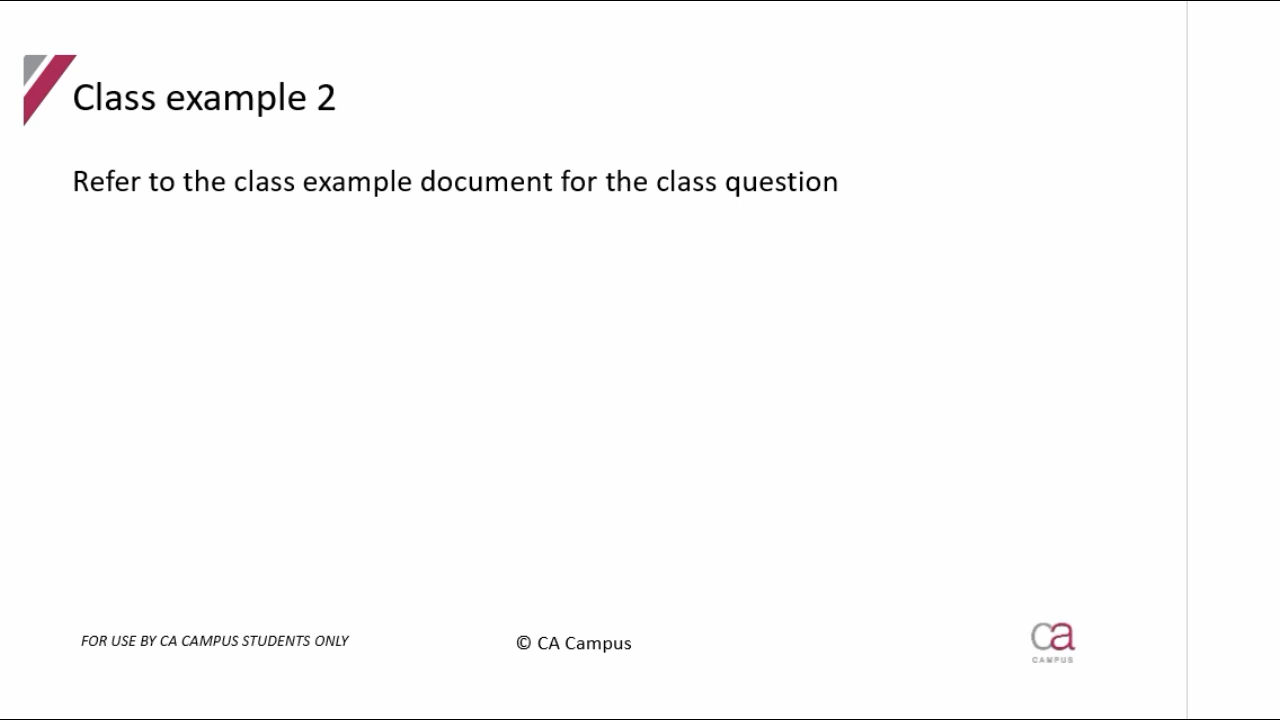 Class example 2
Refer to the class example document for the class question
FOR USE BY CA CAMPUS STUDENTS ONLY
© CA Campus
ca
CAMPUS